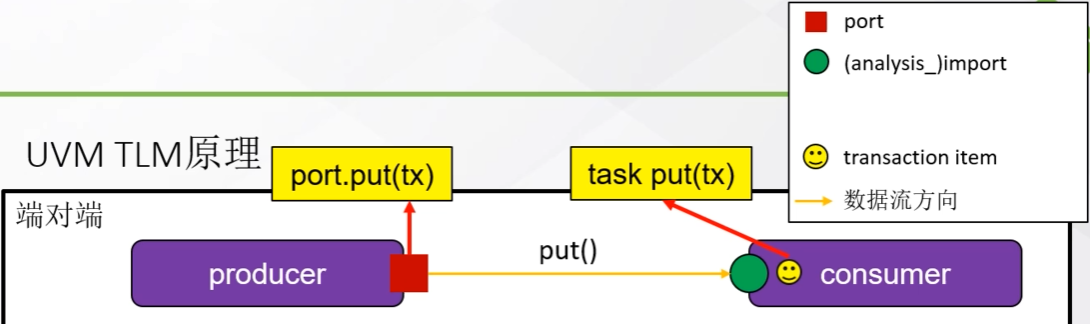 port
(analysis_)import
transaction item
数据流方向
UVM TLM原理
port.put(tx)
task put(tx)
端对端
put()
producer
consumer